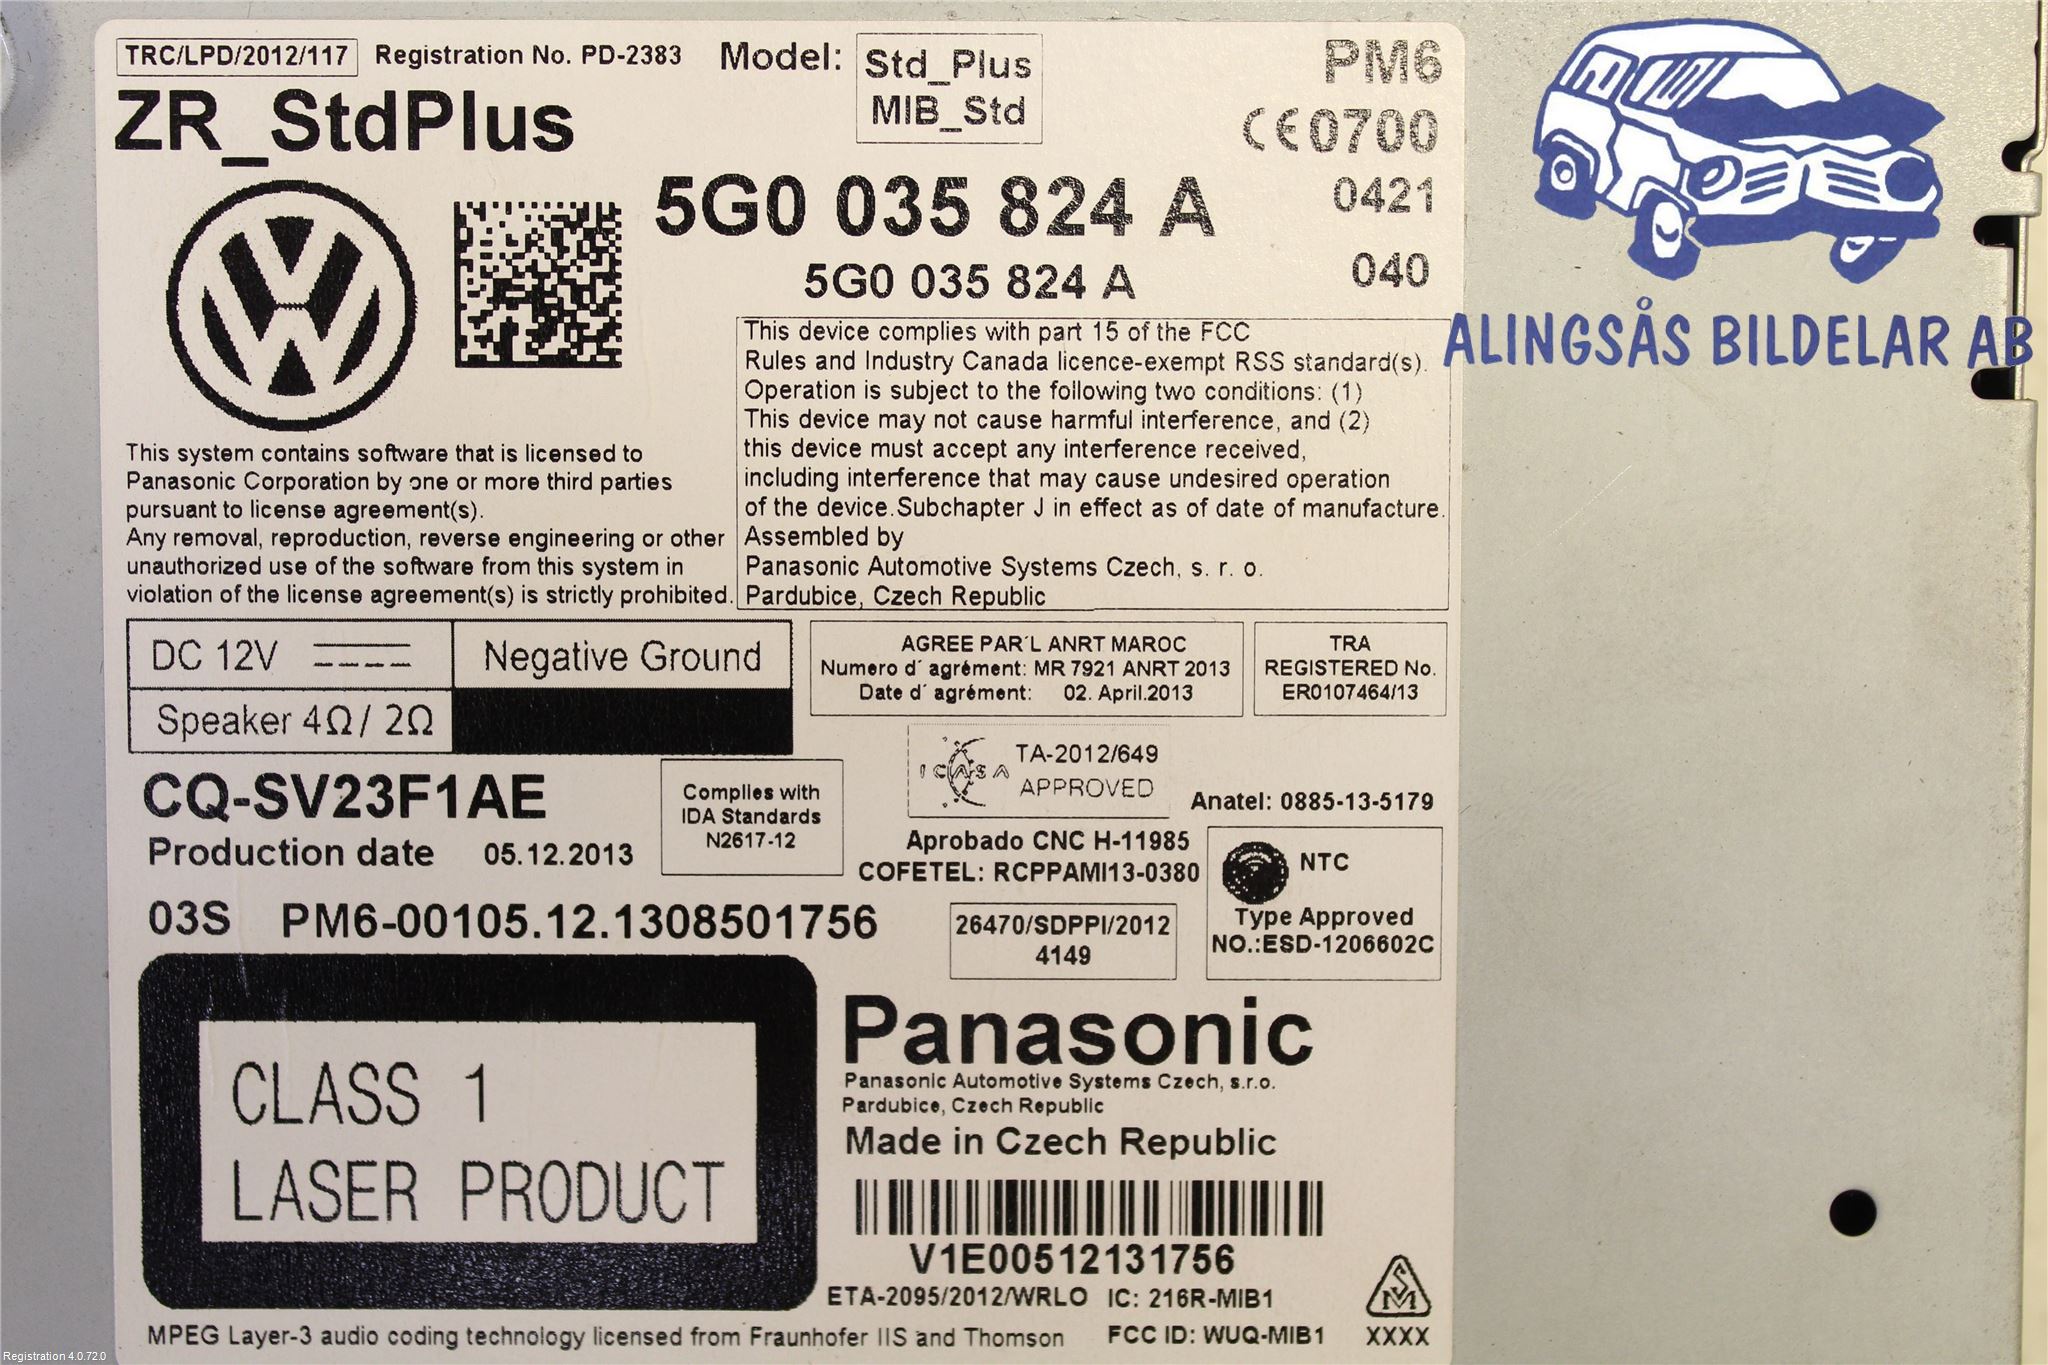 TRC/LPD/2012/117 Registration No. PD-2383 Model: Std_Plus PM6
MIB_Std
ZR_StdPlus
CE0700
5G0 035 824 A 0421
5G0 035 824 A 040
This device complies with part 15 of the FCC
Rules and Industry Canada licence-exempt RSS standard(s).
Operation is subject to the following two conditions: (1)
This device may not cause harmful interference, and (2)
this device must accept any interference received,
including interference that may cause undesired operation
of the device.Subchapter J in effect as of date of manufacture.
Assembled by
Panasonic Automotive Systems Czech, s. r. o.
Pardubice, Czech Republic
ALINGSÅS BILDELAR AB
This system contains software that is licensed to
Panasonic Corporation by one or more third parties
pursuant to license agreement(s).
Any removal, reproduction, reverse engineering or other
unauthorized use of the software from this system in
violation of the license agreement(s) is strictly prohibited.
DC 12V Negative Ground
Speaker 4Ω/ 2Ω
AGREE PAR´L ANRT MAROC
Numero d´ agrément: MR 7921 ANRT 2013
Date d´ agrément: 02. April.2013
TRA
REGISTERED No.
ER0107464/13
ICASA TA-2012/649
APPROVED
CQ-SV23F1AE
Complies with
IDA Standards
N2617-12
Anatel: 0885-13-5179
Production date 05.12.2013
Aprobado CNC H-11985
COFETEL: RCPPAMI13-0380
NTC
Type Approved
NO.:ESD-1206602C
03S PM6-00105.12.1308501756
26470/SDPPI/2012
4149
CLASS 1
LASER PRODUCT
Panasonic
Panasonic Automotive Systems Czech, s.r.o.
Pardubice, Czech Republic
Made in Czech Republic
V1E00512131756
ETA-2095/2012/WRLO IC: 216R-MIB1
MPEG Layer-3 audio coding technology licensed from Fraunhofer IIS and Thomson FCC ID: WUQ-MIB1
XXXX
Registration 4.0.72.0